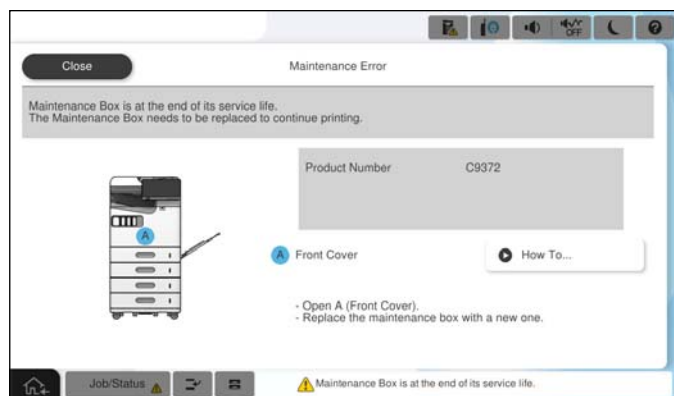 OFF
Close
Maintenance Error
Maintenance Box is at the end of its service life.
The Maintenance Box needs to be replaced to continue printing.
Product Number C9372
A
A Front Cover
How To...
- Open A (Front Cover).
- Replace the maintenance box with a new one.
Job/Status
Maintenance Box is at the end of its service life.